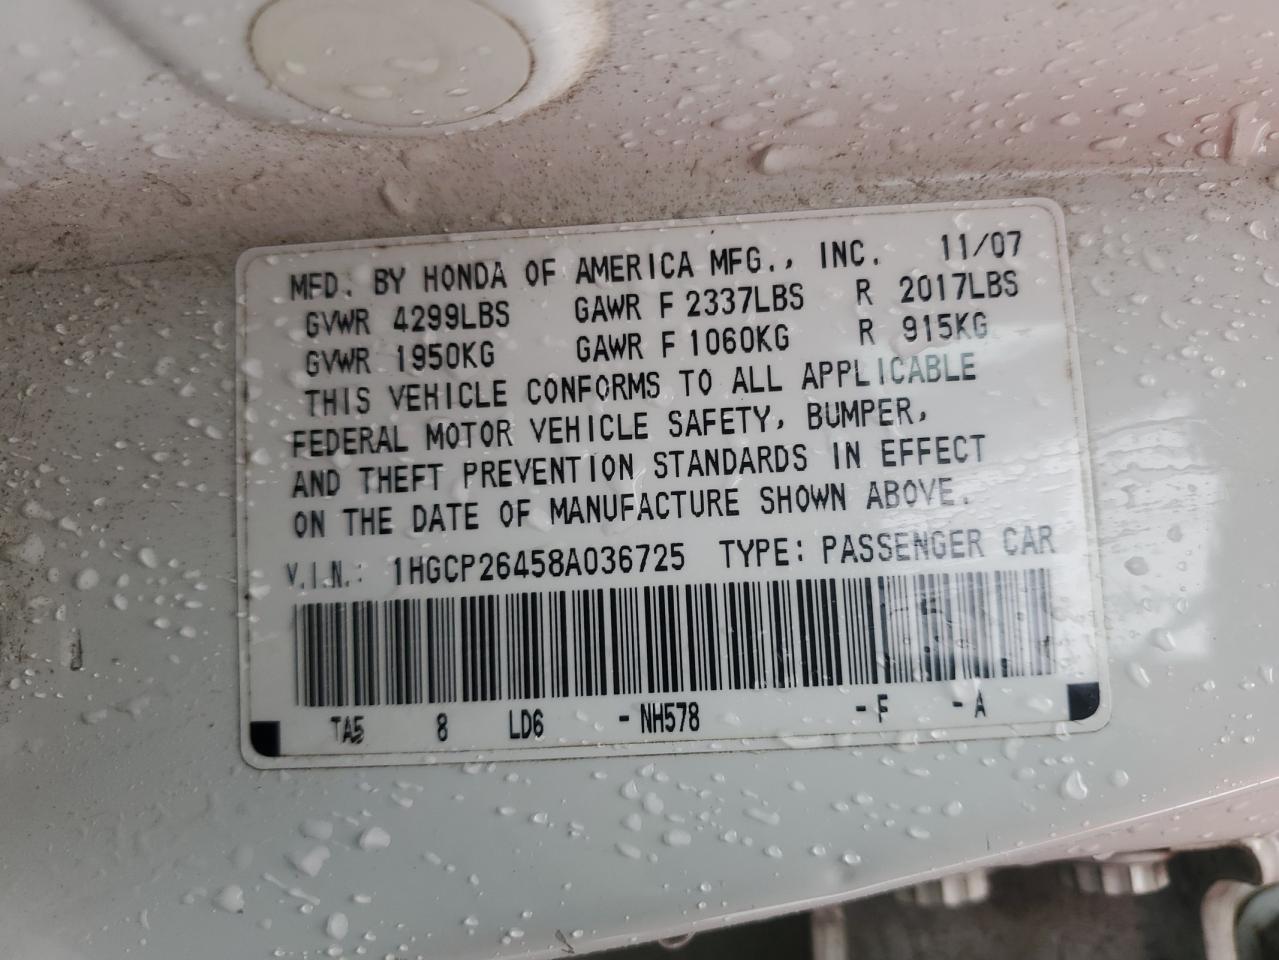 MFD. BY HONDA OF AMERICA MFG., INC. 11/07
GVWR 4299LBS GAWR F 2337LBS R 2017LBS
GVWR 1950KG GAWR F 1060KG R 915KG
THIS VEHICLE CONFORMS TO ALL APPLICABLE
FEDERAL MOTOR VEHICLE SAFETY, BUMPER,
AND THEFT PREVENTION STANDARDS IN EFFECT
ON THE DATE OF MANUFACTURE SHOWN ABOVE.
V.I.N.: 1HGCP26458A036725 TYPE: PASSENGER CAR
TA5 8 LD6 - NH578 - F - A